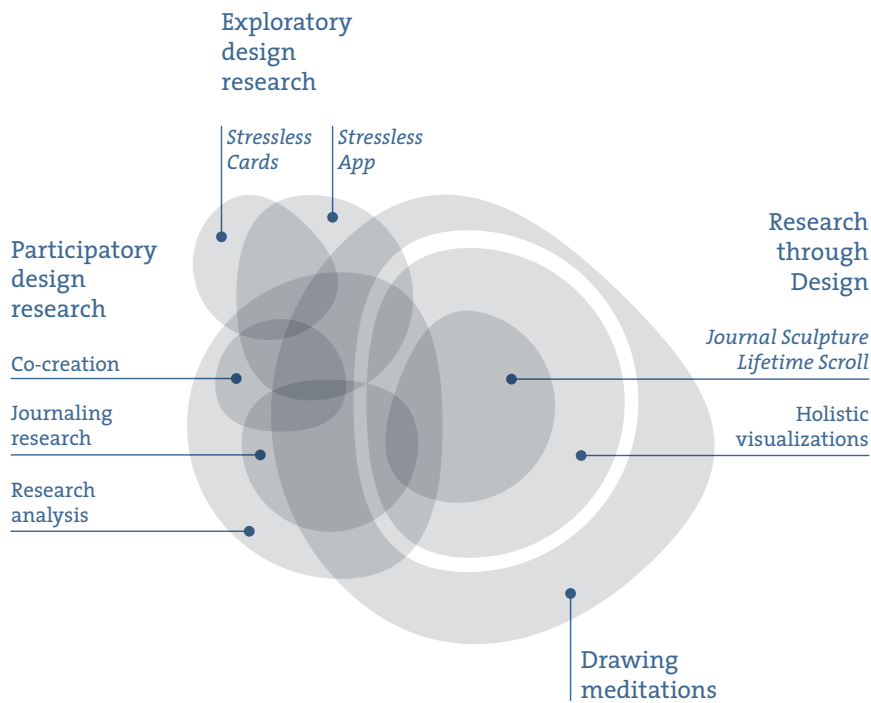 Exploratory
design
research
Stressless
Cards
Stressless
App
Participatory
design
research
Co-creation
Journaling
research
Research
analysis
Research
through
Design
Journal Sculpture
Lifetime Scroll
Holistic
visualizations
Drawing
meditations